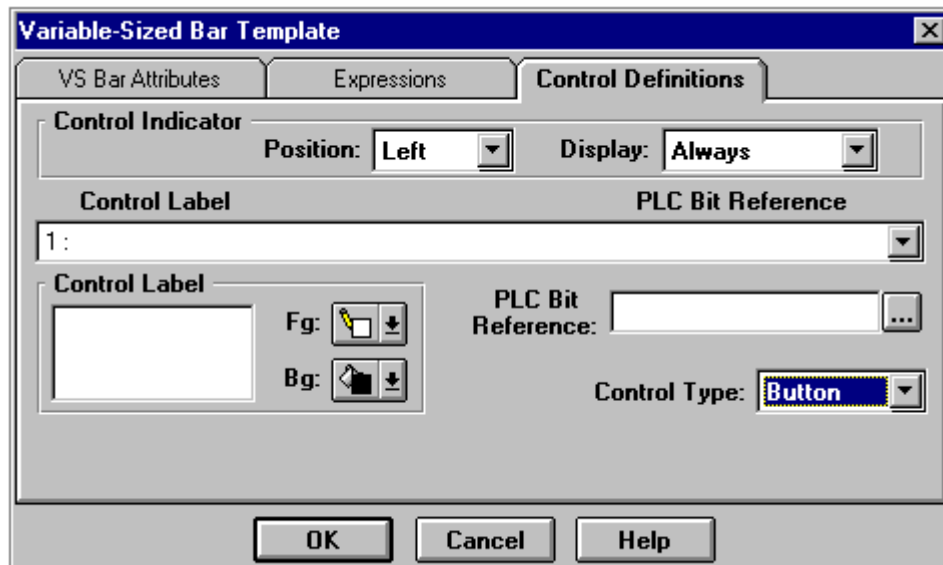 Variable-Sized Bar Template
VS Bar Attributes Expressions Control Definitions
Control Indicator
Position: Left Display: Always
Control Label PLC Bit Reference
1 :
Control Label
Fg:
Bg:
PLC Bit
Reference:
...
Control Type: Button
OK Cancel Help